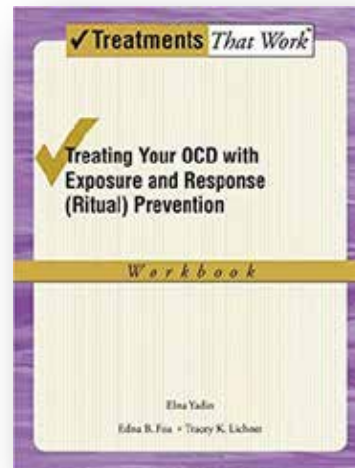 ✓Treatments That Work
Treating Your OCD with
Exposure and Response
(Ritual) Prevention
Workbook
Elna Yadin
Edna B. Foa • Tracey K. Lichner